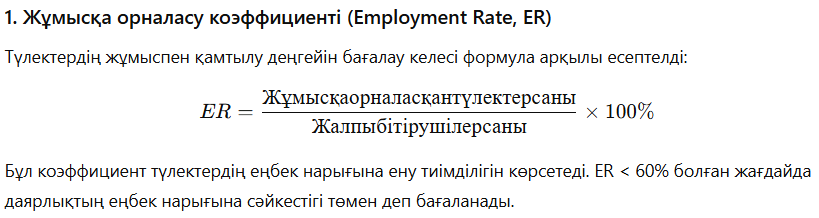 1. Жұмысқа орналасу коэффициенті (Employment Rate, ER)
Түлектердің жұмыспен қамтылу деңгейін бағалау келесі формула арқылы есептелді:
ER = Жұмысқаорналасқантүлектерсаны / Жалпыбітірушілерсаны × 100%
Бұл коэффициент түлектердің еңбек нарығына ену тиімділігін көрсетеді. ER < 60% болған жағдайда
даярлықтың еңбек нарығына сәйкестігі төмен деп бағаланады.